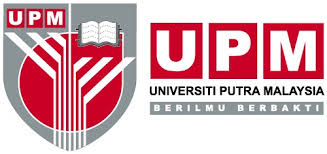 UPM
UPM
UNIVERSITI PUTRA MALAYSIA
BERILMU BERBAKTI